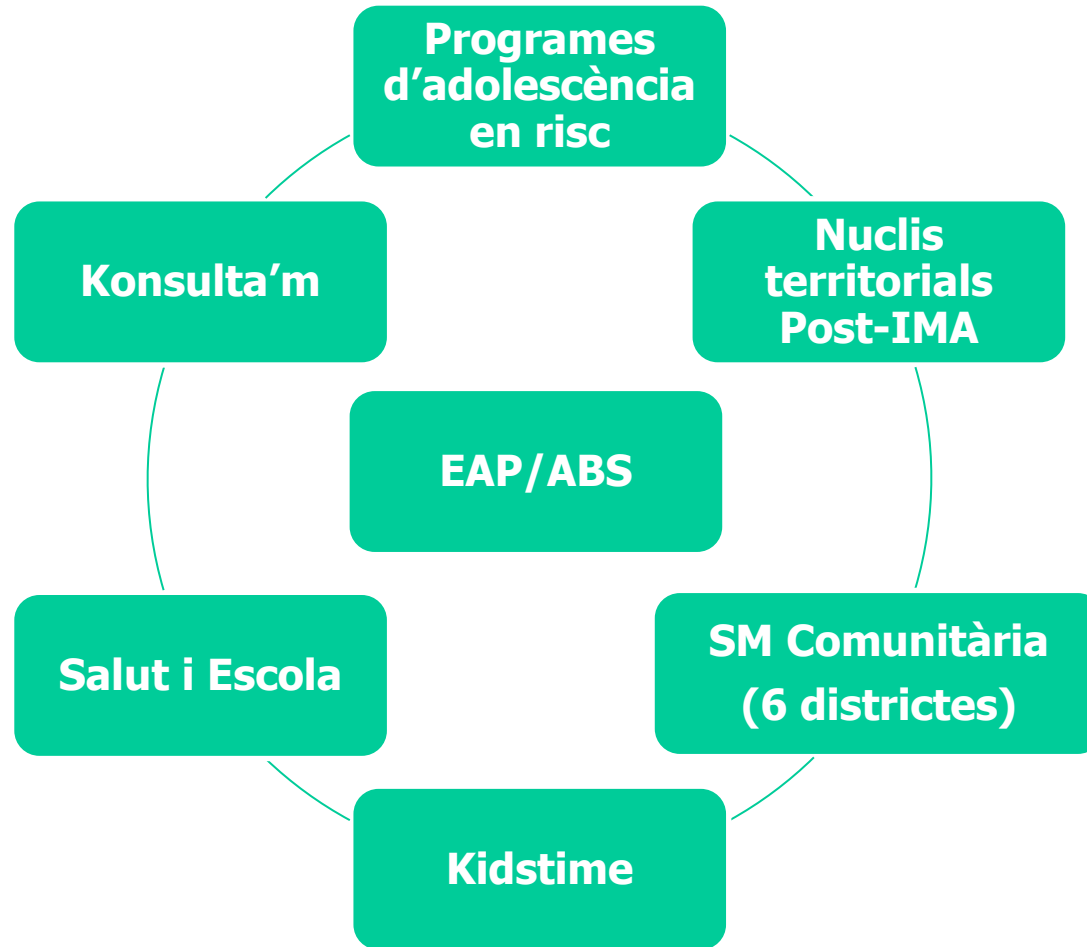 Programes
d’adolescència
en risc
Konsulta’m
Nuclis
territorials
Post-IMA
EAP/ABS
Salut i Escola
SM Comunitària
(6 districtes)
Kidstime